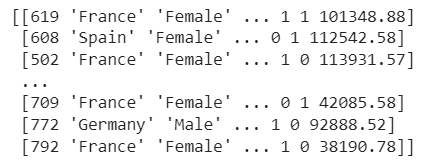 [[619 'France' 'Female' ... 1 1 101348.88]
[608 'Spain' 'Female' ... 0 1 112542.58]
[502 'France' 'Female' ... 1 0 113931.57]
...
[709 'France' 'Female' ... 0 1 42085.58]
[772 'Germany' 'Male' ... 1 0 92888.52]
[792 'France' 'Female' ... 1 0 38190.78]]